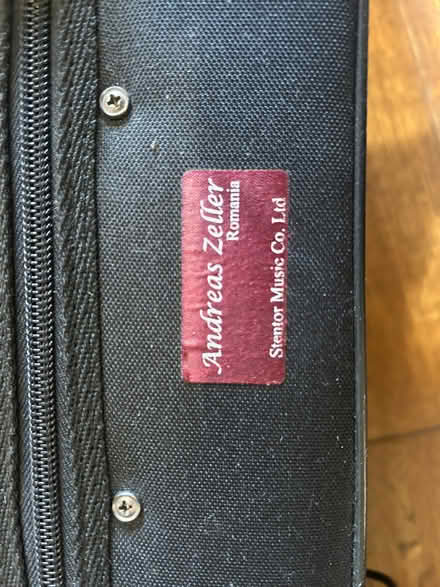 Andreas Zeller
Romania
Stentor Music Co. Ltd